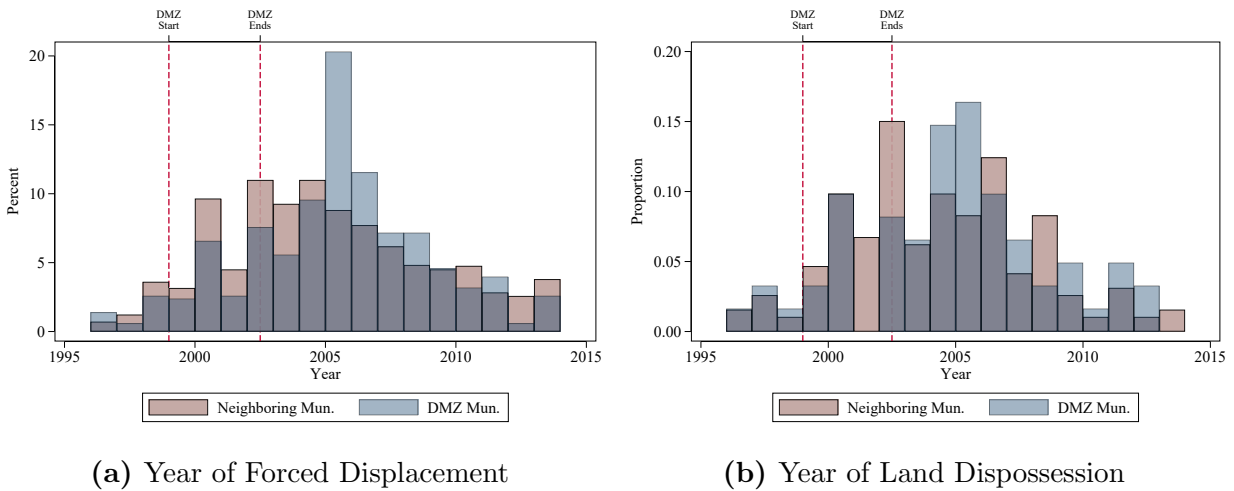 DMZ
Start
DMZ
Ends
20
15
10
5
0
Percent
1995 2000 2005 2010 2015
Year
Neighboring Mun. DMZ Mun.
(a) Year of Forced Displacement
DMZ
Start
DMZ
Ends
0.20
0.15
0.10
0.05
0.00
Proportion
1995 2000 2005 2010 2015
Year
Neighboring Mun. DMZ Mun.
(b) Year of Land Dispossession